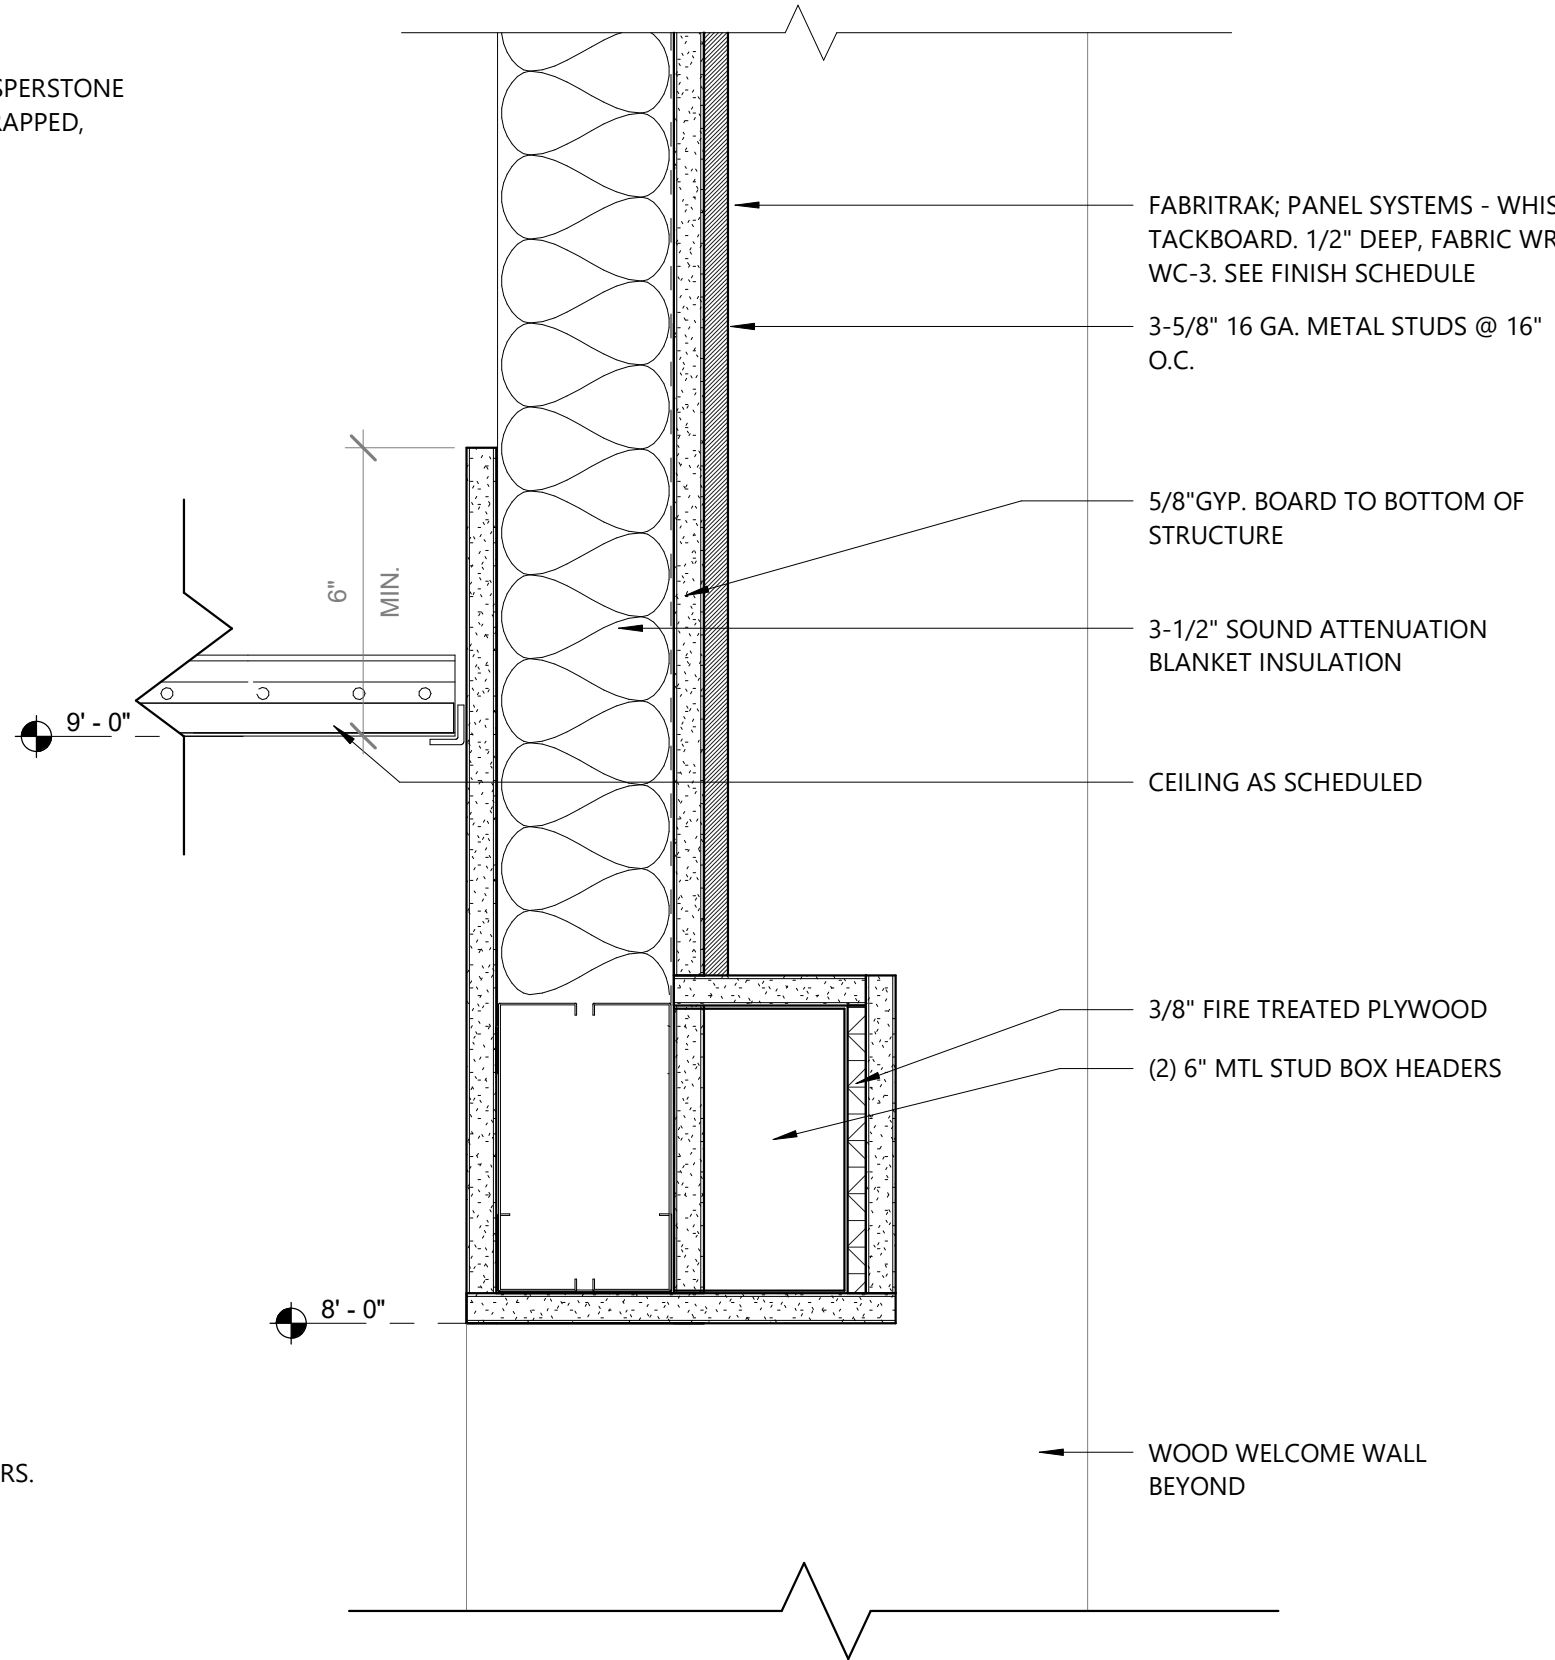 SPERSTONE
RAPPED,
FABRITRAK; PANEL SYSTEMS - WHIS
TACKBOARD. 1/2" DEEP, FABRIC WR
WC-3. SEE FINISH SCHEDULE
3-5/8" 16 GA. METAL STUDS @ 16"
O.C.
5/8"GYP. BOARD TO BOTTOM OF
STRUCTURE
6"
MIN.
3-1/2" SOUND ATTENUATION
BLANKET INSULATION
9' - 0"
CEILING AS SCHEDULED
3/8" FIRE TREATED PLYWOOD
(2) 6" MTL STUD BOX HEADERS
8' - 0"
WOOD WELCOME WALL
BEYOND
RS.